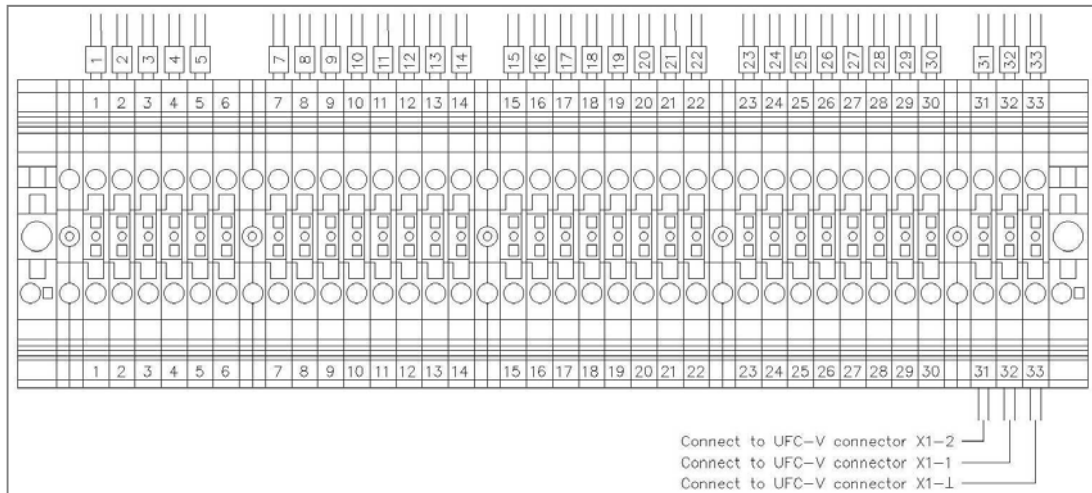 1 2 3 4 5 7 8 9 10 11 12 13 14 15 16 17 18 19 20 21 22 23 24 25 26 27 28 29 30 31 32 33
1 2 3 4 5 6 7 8 9 10 11 12 13 14 15 16 17 18 19 20 21 22 23 24 25 26 27 28 29 30 31 32 33
1 2 3 4 5 6 7 8 9 10 11 12 13 14 15 16 17 18 19 20 21 22 23 24 25 26 27 28 29 30 31 32 33
Connect to UFC-V connector X1-2
Connect to UFC-V connector X1-1
Connect to UFC-V connector X1-⊥